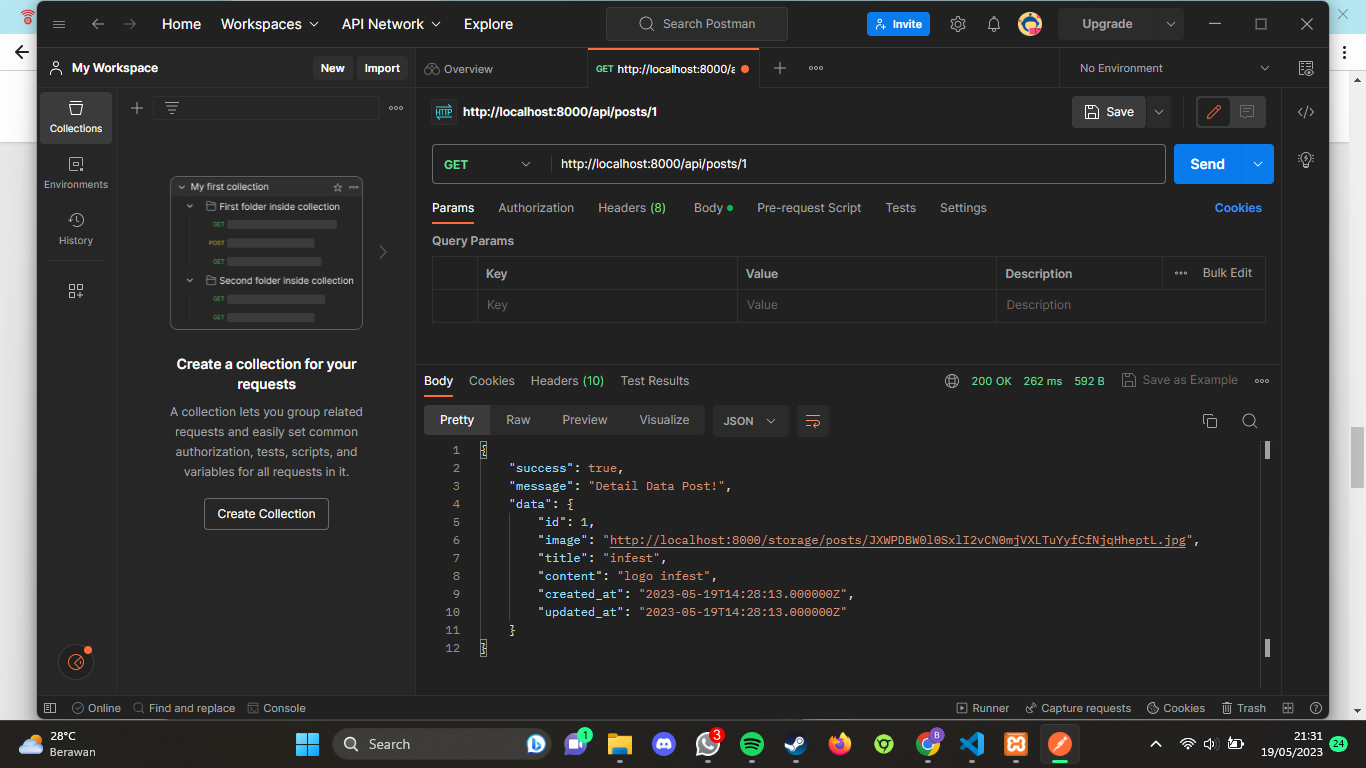 Home Workspaces API Network Explore Search Postman Invite Upgrade
My Workspace New Import Overview GET http://localhost:8000/a No Environment
Collections
Environments
History
My first collection
First folder inside collection
GET
POST
GET
Second folder inside collection
GET
GET
Create a collection for your
requests
A collection lets you group related
requests and easily set common
authorization, tests, scripts, and
variables for all requests in it.
Create Collection
HTTP http://localhost:8000/api/posts/1 Save
GET http://localhost:8000/api/posts/1 Send
Params Authorization Headers (8) Body Pre-request Script Tests Settings Cookies
Query Params
Key Value Description Bulk Edit
Key Value Description
Body Cookies Headers (10) Test Results 200 OK 262 ms 592 B Save as Example
Pretty Raw Preview Visualize JSON
1 {
2 "success": true,
3 "message": "Detail Data Post!",
4 "data": {
5 "id": 1,
6 "image": "http://localhost:8000/storage/posts/JXWPDBW0l0SxlI2vCN0mjVXLTuYyfCfNjqHheptL.jpg",
7 "title": "infest",
8 "content": "logo infest",
9 "created_at": "2023-05-19T14:28:13.000000Z",
10 "updated_at": "2023-05-19T14:28:13.000000Z"
11 }
12 }
Online Find and replace Console Runner Capture requests Cookies Trash
28°C
Berawan
Search
1
3
B
21:31
19/05/2023
24